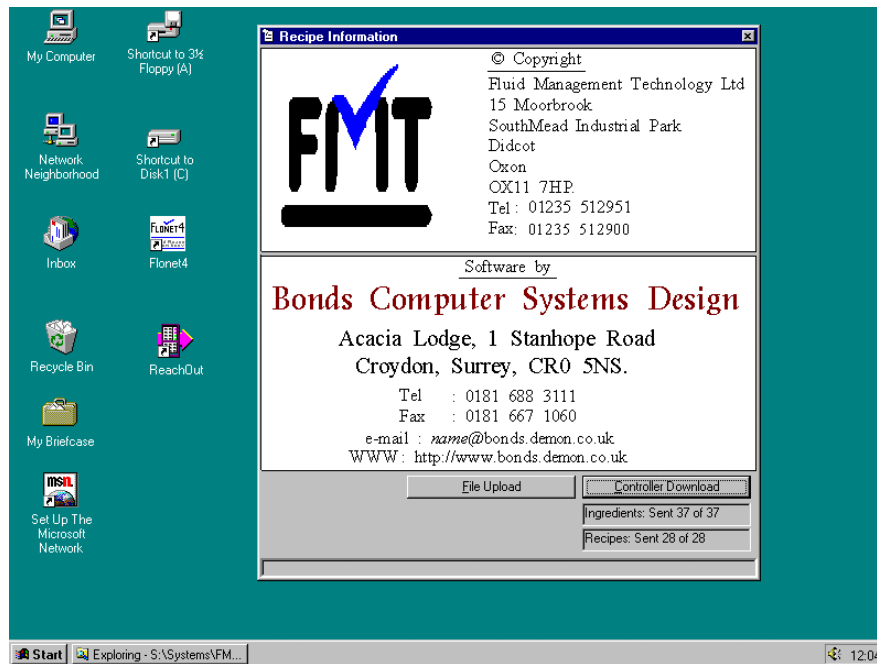 My Computer
Shortcut to 3½
Floppy (A)
Network
Neighborhood
Shortcut to
Disk1 (C)
Inbox
FLONET4
Flonet4
Recycle Bin
ReachOut
My Briefcase
msn.
Set Up The
Microsoft
Network
Recipe Information
FMT
© Copyright
Fluid Management Technology Ltd
15 Moorbrook
SouthMead Industrial Park
Didcot
Oxon
OX11 7HP.
Tel : 01235 512951
Fax: 01235 512900
Software by
Bonds Computer Systems Design
Acacia Lodge, 1 Stanhope Road
Croydon, Surrey, CR0 5NS.
Tel : 0181 688 3111
Fax : 0181 667 1060
e-mail : name@bonds.demon.co.uk
WWW : http://www.bonds.demon.co.uk
File Upload
Controller Download
Ingredients: Sent 37 of 37
Recipes: Sent 28 of 28
Start
Exploring - S:\Systems\FM...
12:04